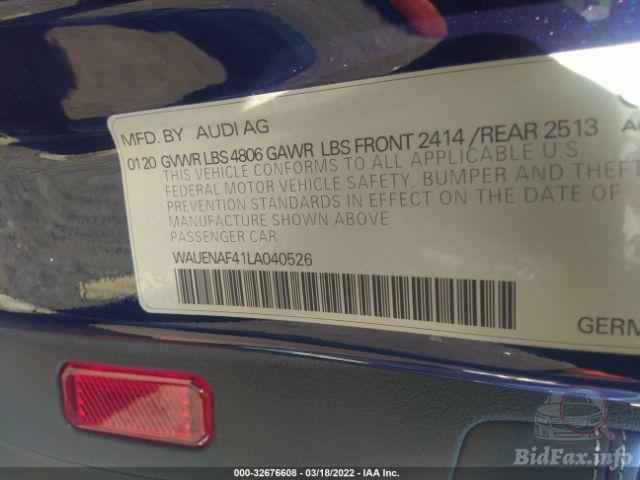 MFD. BY AUDI AG
0120 GVWR LBS 4806 GAWR LBS FRONT 2414 /REAR 2513
THIS VEHICLE CONFORMS TO ALL APPLICABLE U.S
FEDERAL MOTOR VEHICLE SAFETY, BUMPER AND THEFT
PREVENTION STANDARDS IN EFFECT ON THE DATE OF
MANUFACTURE SHOWN ABOVE
PASSENGER CAR
WAUENAF41LA040526
GERM
000-32676608 - 03/18/2022 - IAA Inc.
BidFax.info